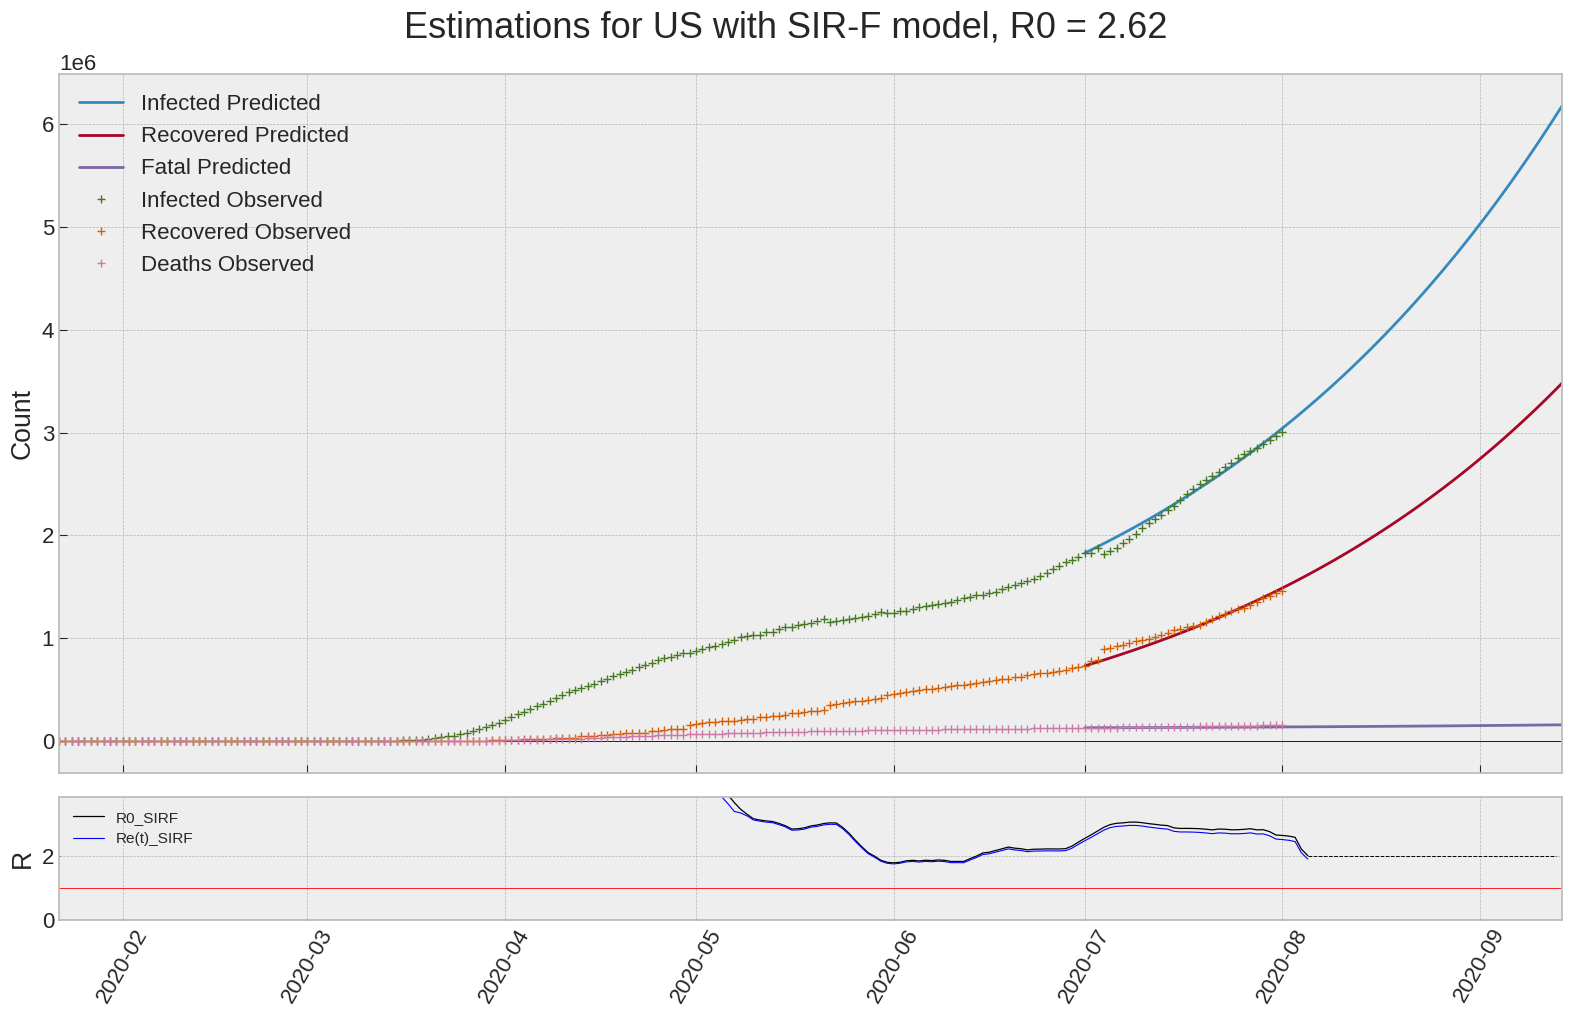 Estimations for US with SIR-F model, R0 = 2.62
1e6
Infected Predicted
Recovered Predicted
Fatal Predicted
Infected Observed
Recovered Observed
Deaths Observed
6
5
4
3
2
1
0
Count
R0_SIRF
Re(t)_SIRF
2
0
R
2020-02
2020-03
2020-04
2020-05
2020-06
2020-07
2020-08
2020-09